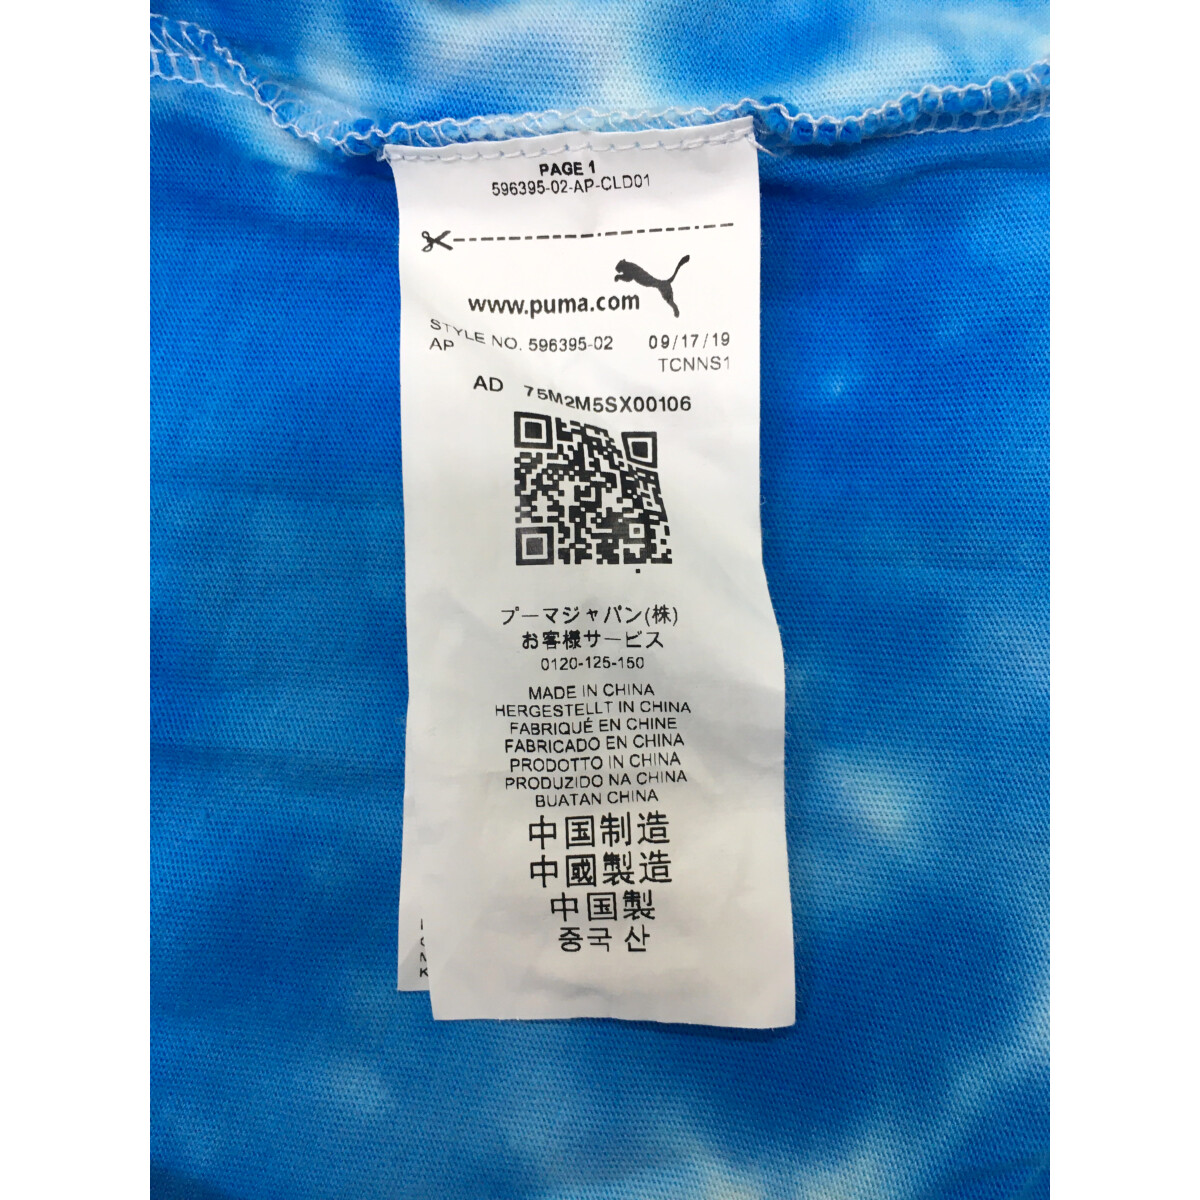 PAGE 1
596395-02-AP-CLD01
www.puma.com
STYLE NO. 596395-02 09/17/19
AP TCNNS1
AD 75M2M5SX00106
プーマジャパン(株)
お客様サービス
0120-125-150
MADE IN CHINA
HERGESTELLT IN CHINA
FABRIQUÉ EN CHINE
FABRICADO EN CHINA
PRODOTTO IN CHINA
PRODUZIDO NA CHINA
BUATAN CHINA
中国制造
中國製造
中国製
중국 산